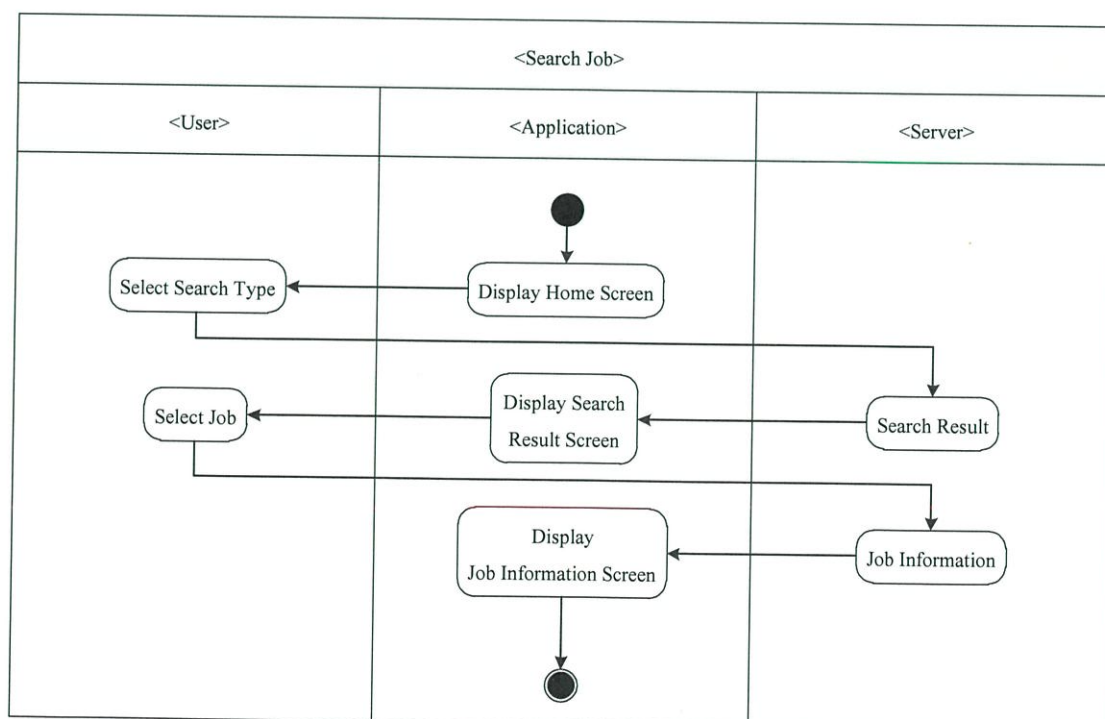 <Search Job>
<User>
<Application>
<Server>
Select Search Type
Display Home Screen
Select Job
Display Search
Result Screen
Search Result
Display
Job Information Screen
Job Information